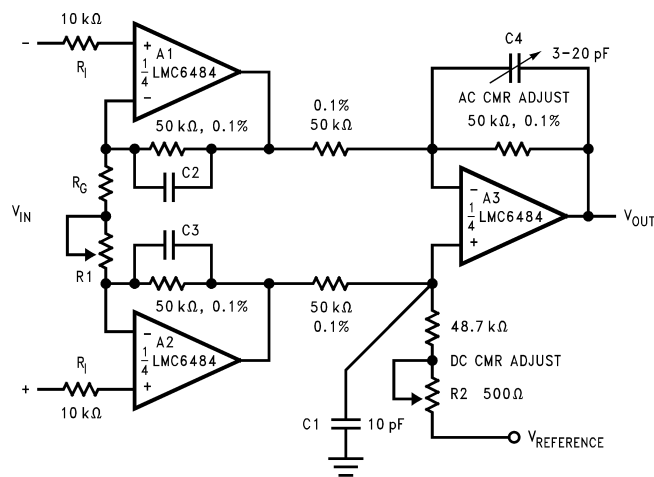 10 kΩ
−
R_I
+
A1
1/4 LMC6484
−
50 kΩ, 0.1%
C2
0.1%
50 kΩ
C4
3−20 pF
AC CMR ADJUST
50 kΩ, 0.1%
R_G
V_IN
R1
C3
50 kΩ, 0.1%
50 kΩ
0.1%
−
A3
1/4 LMC6484
+
V_OUT
−
A2
1/4 LMC6484
+
R_I
+
10 kΩ
48.7 kΩ
DC CMR ADJUST
R2 500Ω
C1
10 pF
V_REFERENCE